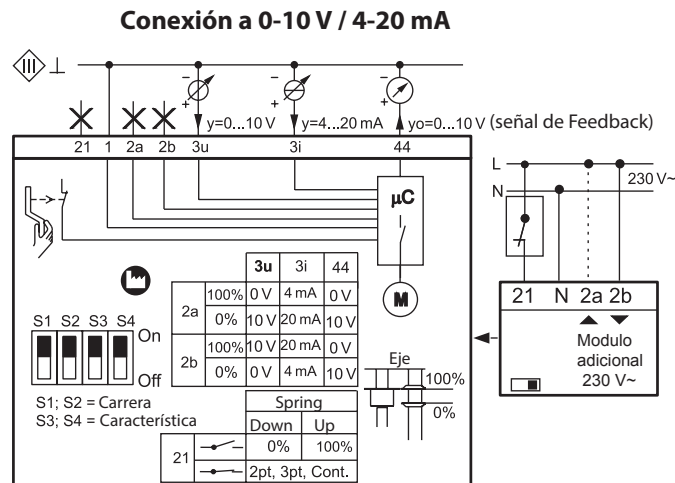 Conexión a 0-10 V / 4-20 mA
III
y=0...10 V
y=4...20 mA
yo=0...10 V (señal de Feedback)
21 1 2a 2b 3u 3i 44
L
N
230 V~
µC
M
3u 3i 44
2a 100% 0 V 4 mA 0 V
0% 10 V 20 mA 10 V
2b 100% 10 V 20 mA 0 V
0% 0 V 4 mA 10 V
S1 S2 S3 S4
On
Off
S1; S2 = Carrera
S3; S4 = Característica
Eje
100%
0%
Spring
Down Up
21 0% 100%
2pt, 3pt, Cont.
21 N 2a 2b
Modulo
adicional
230 V~